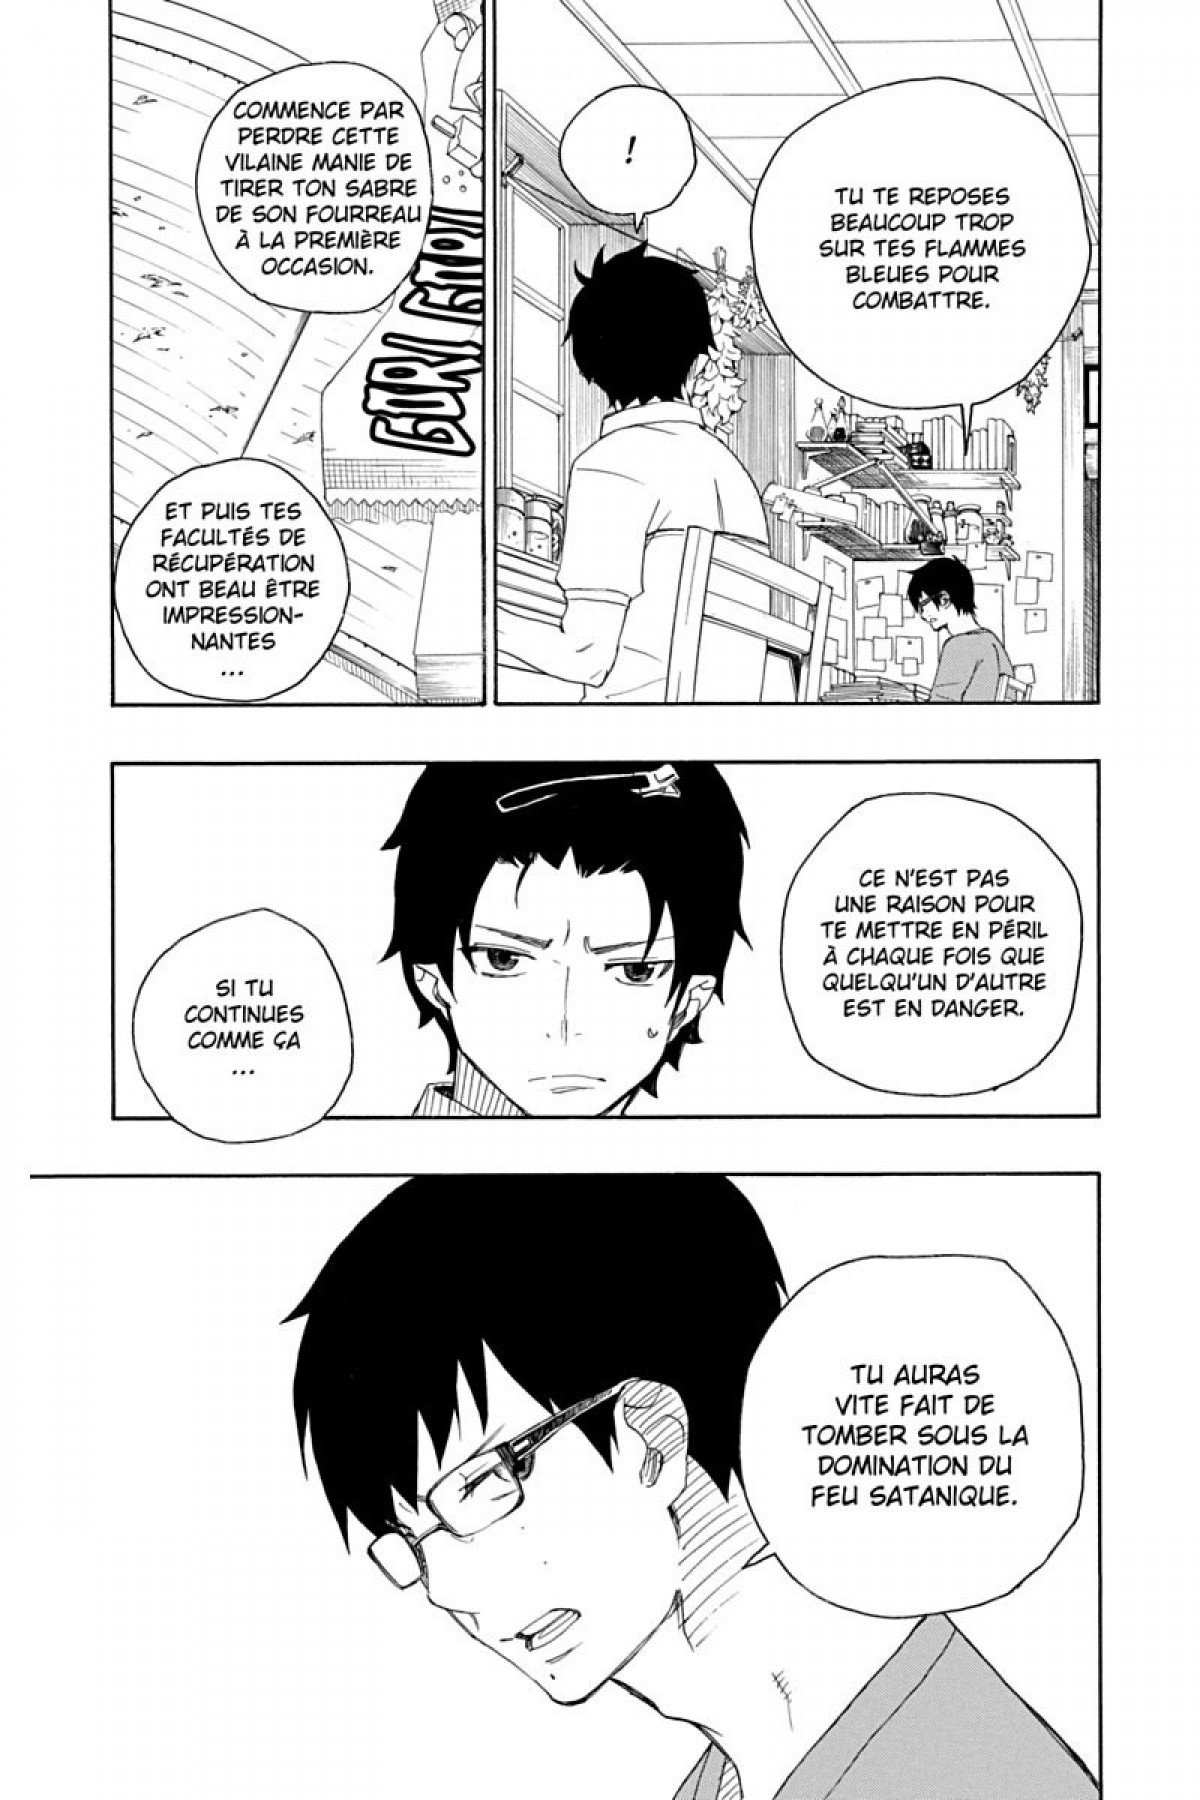 TU TE REPOSES
BEAUCOUP TROP
SUR TES FLAMMES
BLEUES POUR
COMBATTRE.
!
COMMENCE PAR
PERDRE CETTE
VILAINE MANIE DE
TIRER TON SABRE
DE SON FOURREAU
À LA PREMIÈRE
OCCASION.
GURI GURI
ET PUIS TES
FACULTÉS DE
RÉCUPÉRATION
ONT BEAU ÊTRE
IMPRESSION-
NANTES
...
CE N'EST PAS
UNE RAISON POUR
TE METTRE EN PÉRIL
À CHAQUE FOIS QUE
QUELQU'UN D'AUTRE
EST EN DANGER.
SI TU
CONTINUES
COMME ÇA
...
TU AURAS
VITE FAIT DE
TOMBER SOUS LA
DOMINATION DU
FEU SATANIQUE.